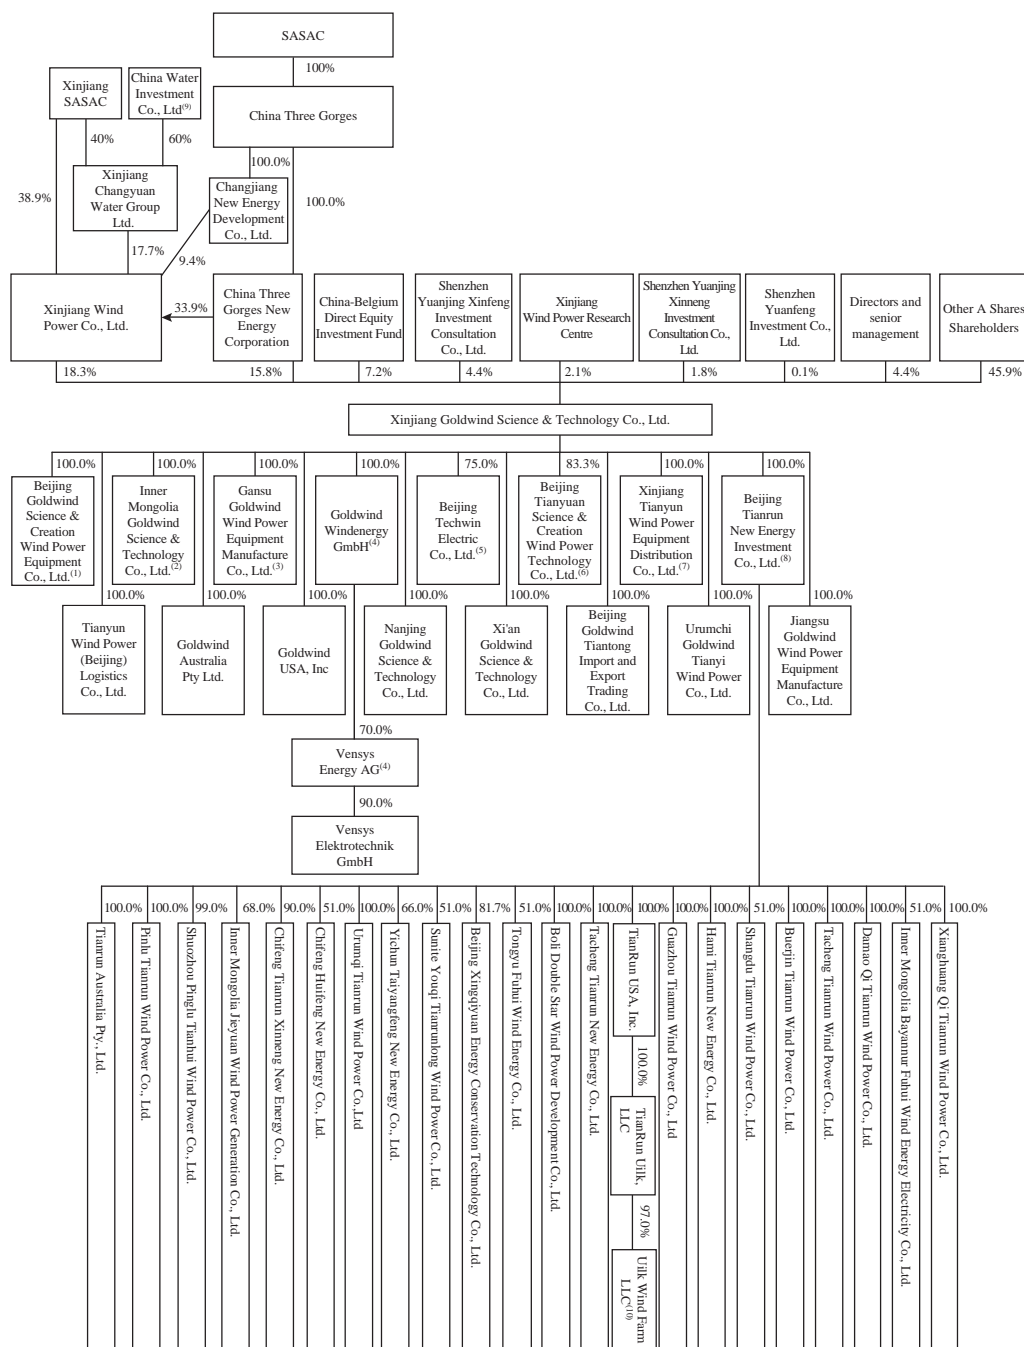 SASAC
100%
Xinjiang
SASAC
China Water
Investment
Co., Ltd(9)
China Three Gorges
40%
60%
100.0%
Xinjiang
Changyuan
Water Group
Ltd.
Changjiang
New Energy
Development
Co., Ltd.
38.9%
100.0%
17.7%
9.4%
Xinjiang Wind
Power Co., Ltd.
33.9%
China Three
Gorges New
Energy
Corporation
China-Belgium
Direct Equity
Investment Fund
Shenzhen
Yuanjing Xinfeng
Investment
Consultation
Co., Ltd.
Xinjiang
Wind Power Research
Centre
Shenzhen Yuanjing
Xinneng
Investment
Consultation Co.,
Ltd.
Shenzhen
Yuanfeng
Investment Co.,
Ltd.
Directors and
senior
management
Other A Shares
Shareholders
18.3%
15.8%
7.2%
4.4%
2.1%
1.8%
0.1%
4.4%
45.9%
Xinjiang Goldwind Science & Technology Co., Ltd.
100.0%
100.0%
100.0%
100.0%
75.0%
83.3%
100.0%
100.0%
Beijing
Goldwind
Science &
Creation
Wind Power
Equipment
Co., Ltd.(1)
Inner
Mongolia
Goldwind
Science &
Technology
Co., Ltd.(2)
Gansu
Goldwind
Wind Power
Equipment
Manufacture
Co., Ltd.(3)
Goldwind
Windenergy
GmbH(4)
Beijing
Techwin
Electric
Co., Ltd.(5)
Beijing
Tianyuan
Science &
Creation
Wind Power
Technology
Co., Ltd.(6)
Xinjiang
Tianyun
Wind Power
Equipment
Distribution
Co., Ltd.(7)
Beijing
Tianrun
New Energy
Investment
Co., Ltd.(8)
100.0%
100.0%
100.0%
100.0%
100.0%
100.0%
100.0%
100.0%
Tianyun
Wind Power
(Beijing)
Logistics
Co., Ltd.
Goldwind
Australia
Pty Ltd.
Goldwind
USA, Inc
Nanjing
Goldwind
Science &
Technology
Co., Ltd.
Xi'an
Goldwind
Science &
Technology
Co., Ltd.
Beijing
Goldwind
Tiantong
Import and
Export
Trading
Co., Ltd.
Urumchi
Goldwind
Tianyi
Wind Power
Co., Ltd.
Jiangsu
Goldwind
Wind Power
Equipment
Manufacture
Co., Ltd.
70.0%
Vensys
Energy AG(4)
90.0%
Vensys
Elektrotechnik
GmbH
100.0%
100.0%
99.0%
68.0%
90.0%
51.0%
100.0%
66.0%
51.0%
81.7%
51.0%
100.0%
100.0%
100.0%
100.0%
100.0%
51.0%
100.0%
100.0%
100.0%
51.0%
100.0%
Tianrun Australia Pty., Ltd.
Pinlu Tianrun Wind Power Co., Ltd.
Shuozhou Pinglu Tianhui Wind Power Co., Ltd.
Inner Mongolia Jieyuan Wind Power Generation Co., Ltd.
Chifeng Tianrun Xinneng New Energy Co., Ltd.
Chifeng Huifeng New Energy Co., Ltd.
Urumqi Tianrun Wind Power Co.,Ltd
Yichun Taiyangfeng New Energy Co., Ltd.
Sunite Youqi Tianrunlong Wind Power Co., Ltd.
Beijing Xingqiyuan Energy Conservation Technology Co., Ltd.
Tongyu Fuhui Wind Energy Co., Ltd.
Boli Double Star Wind Power Development Co., Ltd.
Tacheng Tianrun New Energy Co., Ltd.
TianRun USA, Inc.
100.0%
TianRun Uilk,
LLC
97.0%
Uilk Wind Farm
LLC(10)
Guazhou Tianrun Wind Power Co., Ltd
Hami Tianrun New Energy Co., Ltd.
Shangdu Tianrun Wind Power Co., Ltd.
Buerjin Tianrun Wind Power Co., Ltd.
Tacheng Tianrun Wind Power Co., Ltd.
Damao Qi Tianrun Wind Power Co., Ltd.
Inner Mongolia Bayannur Fuhui Wind Energy Electricity Co., Ltd.
Xianghuang Qi Tianrun Wind Power Co., Ltd.